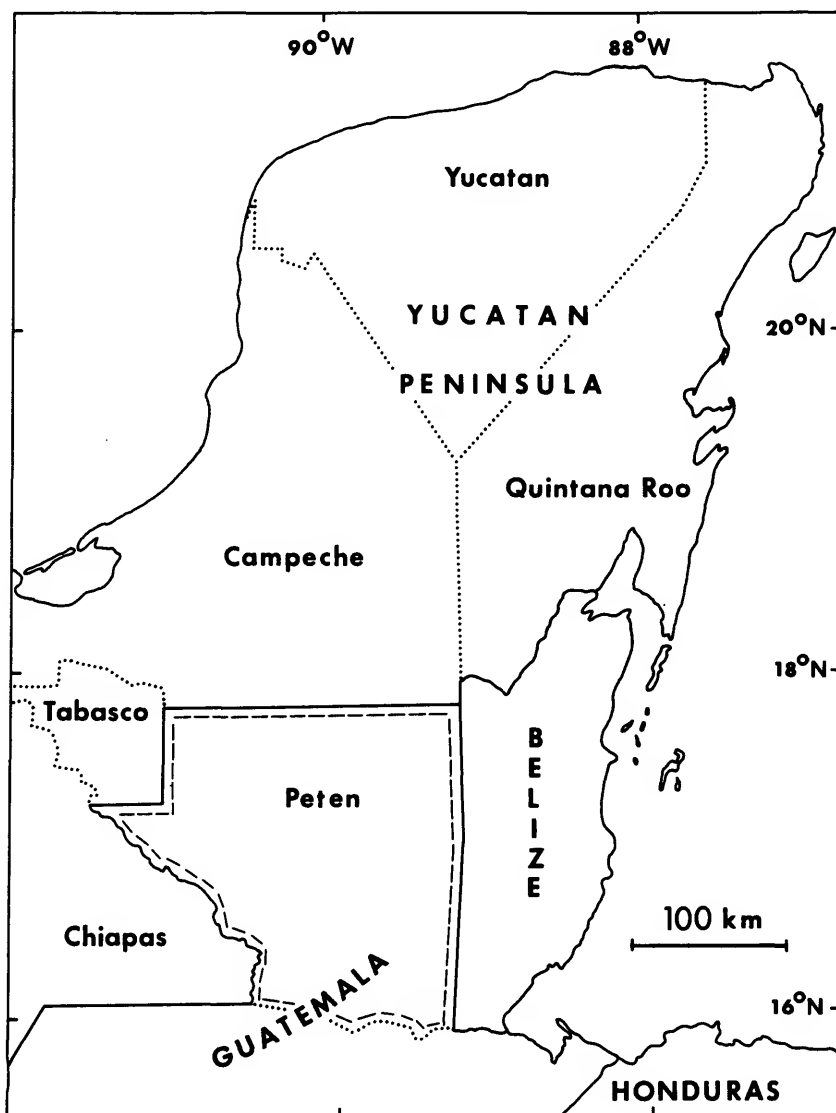 90°W
88°W
Yucatan
YUCATAN
20°N
PENINSULA
Quintana Roo
Campeche
18°N
Tabasco
BELIZE
Peten
100 km
Chiapas
GUATEMALA
16°N
HONDURAS